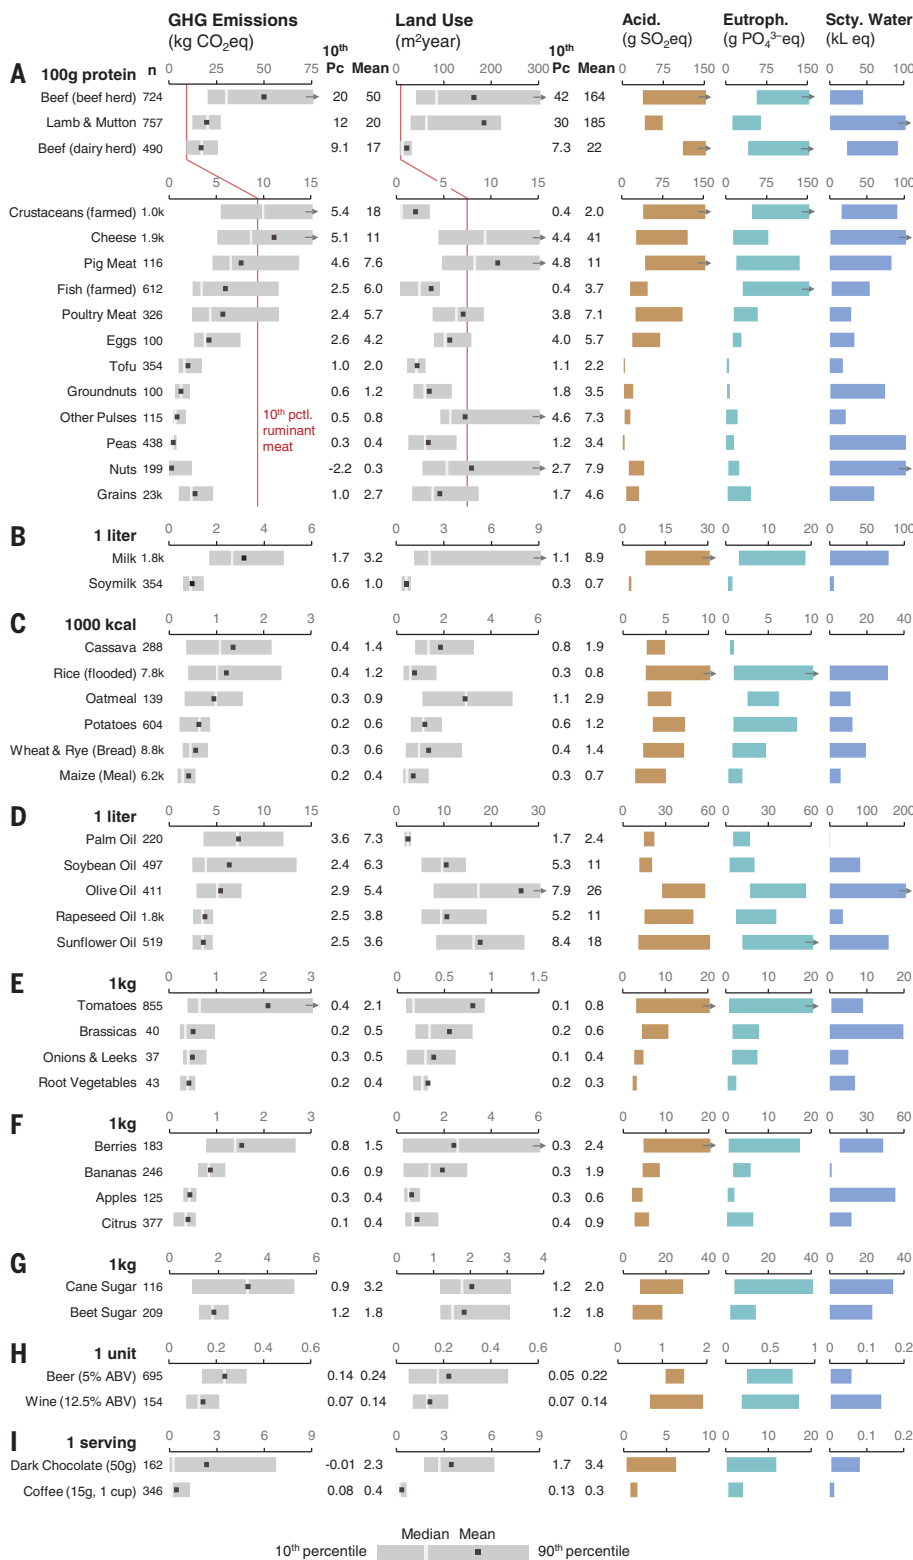 GHG Emissions Land Use Acid. Eutroph. Scty. Water
(kg CO₂eq) (m²year) (g SO₂eq) (g PO₄³⁻eq) (kL eq)
A 100g protein n 0 25 50 75 10th Pc Mean 0 100 200 300 10th Pc Mean 0 75 150 0 75 150 0 50 100
Beef (beef herd) 724 20 50 42 164
Lamb & Mutton 757 12 20 30 185
Beef (dairy herd) 490 9.1 17 7.3 22
0 5 10 15 0 5 10 15 0 75 150 0 75 150 0 50 100
Crustaceans (farmed) 1.0k 5.4 18 0.4 2.0
Cheese 1.9k 5.1 11 4.4 41
Pig Meat 116 4.6 7.6 4.8 11
Fish (farmed) 612 2.5 6.0 0.4 3.7
Poultry Meat 326 2.4 5.7 3.8 7.1
Eggs 100 2.6 4.2 4.0 5.7
Tofu 354 1.0 2.0 1.1 2.2
Groundnuts 100 0.6 1.2 1.8 3.5
Other Pulses 115 0.5 0.8 4.6 7.3
Peas 438 0.3 0.4 1.2 3.4
Nuts 199 -2.2 0.3 2.7 7.9
Grains 23k 1.0 2.7 1.7 4.6
10th pctl.
ruminant
meat
B 1 liter 0 2 4 6 0 3 6 9 0 15 30 0 10 20 0 50 100
Milk 1.8k 1.7 3.2 1.1 8.9
Soymilk 354 0.6 1.0 0.3 0.7
C 1000 kcal 0 1 2 3 0 2 4 6 0 5 10 0 5 10 0 50 100
Cassava 288 0.4 1.4 0.8 1.9
Rice (flooded) 7.8k 0.4 1.2 0.3 0.8
Oatmeal 139 0.3 0.9 1.1 2.9
Potatoes 604 0.2 0.6 0.6 1.2
Wheat & Rye (Bread) 8.8k 0.3 0.6 0.4 1.4
Maize (Meal) 6.2k 0.2 0.4 0.3 0.7
D 1 liter 0 5 10 15 0 10 20 30 0 30 60 0 30 60 0 100 200
Palm Oil 220 3.6 7.3 1.7 2.4
Soybean Oil 497 2.4 6.3 5.3 11
Olive Oil 411 2.9 5.4 7.9 26
Rapeseed Oil 1.8k 2.5 3.8 5.2 11
Sunflower Oil 519 2.5 3.6 8.4 18
E 1kg 0 1 2 3 0 0.5 1 1.5 0 10 20 0 10 20 0 10 20
Tomatoes 855 0.4 2.1 0.1 0.8
Brassicas 40 0.2 0.5 0.2 0.6
Onions & Leeks 37 0.3 0.5 0.1 0.4
Root Vegetables 43 0.2 0.4 0.2 0.3
F 1kg 0 1 2 3 0 2 4 6 0 10 20 0 10 20 0 30 60
Berries 183 0.8 1.5 0.3 2.4
Bananas 246 0.6 0.9 0.3 1.9
Apples 125 0.3 0.4 0.3 0.6
Citrus 377 0.1 0.4 0.4 0.9
G 1kg 0 2 4 6 0 1 2 3 4 0 20 40 0 20 40 0 20 40
Cane Sugar 116 0.9 3.2 1.2 2.0
Beet Sugar 209 1.2 1.8 1.2 1.8
H 1 unit 0 0.2 0.4 0.6 0 0.2 0.4 0.6 0 1 2 0 0.5 1 0 0.1 0.2
Beer (5% ABV) 695 0.14 0.24 0.05 0.22
Wine (12.5% ABV) 154 0.07 0.14 0.07 0.14
I 1 serving 0 3 6 9 0 3 6 9 0 5 10 0 10 20 0 0.1 0.2
Dark Chocolate (50g) 162 -0.01 2.3 1.7 3.4
Coffee (15g, 1 cup) 346 0.08 0.4 0.13 0.3
Median Mean
10th percentile 90th percentile